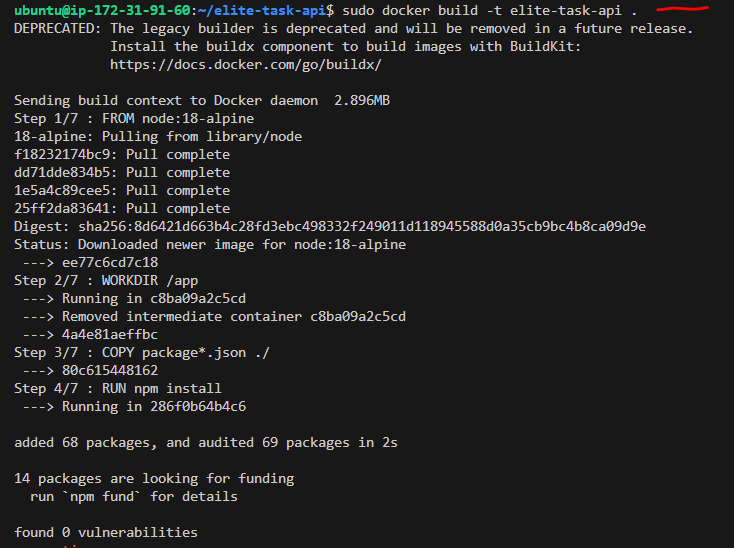 ubuntu@ip-172-31-91-60:~/elite-task-api$ sudo docker build -t elite-task-api .
DEPRECATED: The legacy builder is deprecated and will be removed in a future release.
            Install the buildx component to build images with BuildKit:
            https://docs.docker.com/go/buildx/

Sending build context to Docker daemon  2.896MB
Step 1/7 : FROM node:18-alpine
18-alpine: Pulling from library/node
f18232174bc9: Pull complete
dd71dde834b5: Pull complete
1e5a4c89cee5: Pull complete
25ff2da83641: Pull complete
Digest: sha256:8d6421d663b4c28fd3ebc498332f249011d118945588d0a35cb9bc4b8ca09d9e
Status: Downloaded newer image for node:18-alpine
 ---> ee77c6cd7c18
Step 2/7 : WORKDIR /app
 ---> Running in c8ba09a2c5cd
 ---> Removed intermediate container c8ba09a2c5cd
 ---> 4a4e81aeffbc
Step 3/7 : COPY package*.json ./
 ---> 80c615448162
Step 4/7 : RUN npm install
 ---> Running in 286f0b64b4c6

added 68 packages, and audited 69 packages in 2s

14 packages are looking for funding
  run `npm fund` for details

found 0 vulnerabilities